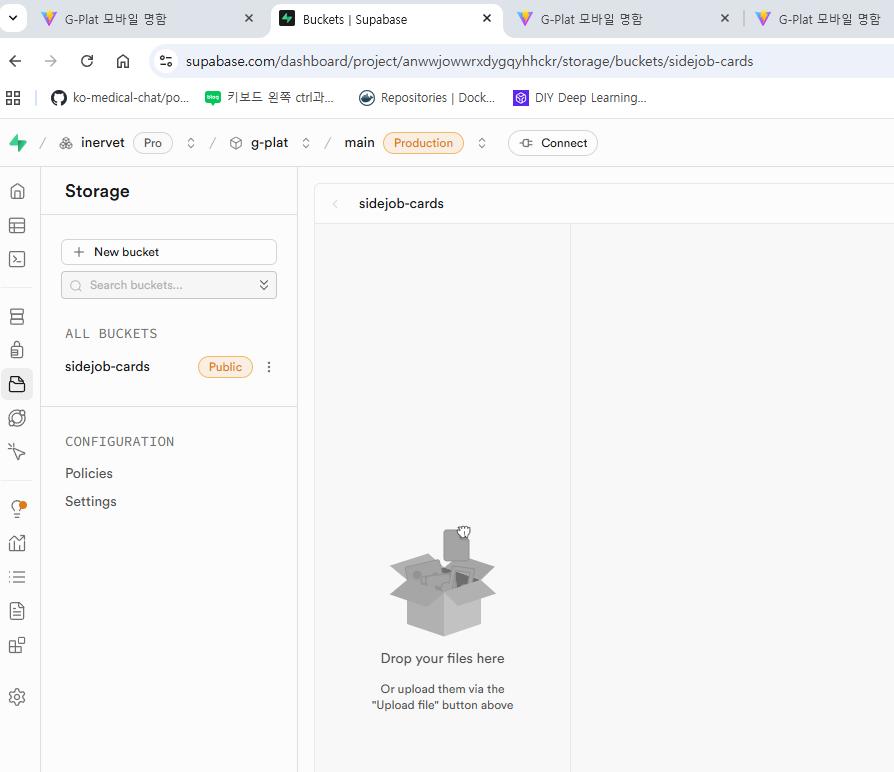 G-Plat 모바일 명함
Buckets | Supabase
G-Plat 모바일 명함
G-Plat 모바일 명함
supabase.com/dashboard/project/anwwjowwrxdygqyhhckr/storage/buckets/sidejob-cards
ko-medical-chat/po...
blog
키보드 왼쪽 ctrl과...
Repositories | Dock...
DIY Deep Learning...
/ inervet Pro / g-plat / main Production Connect
Storage
sidejob-cards
New bucket
Search buckets...
ALL BUCKETS
sidejob-cards Public
CONFIGURATION
Policies
Settings
Drop your files here
Or upload them via the
"Upload file" button above